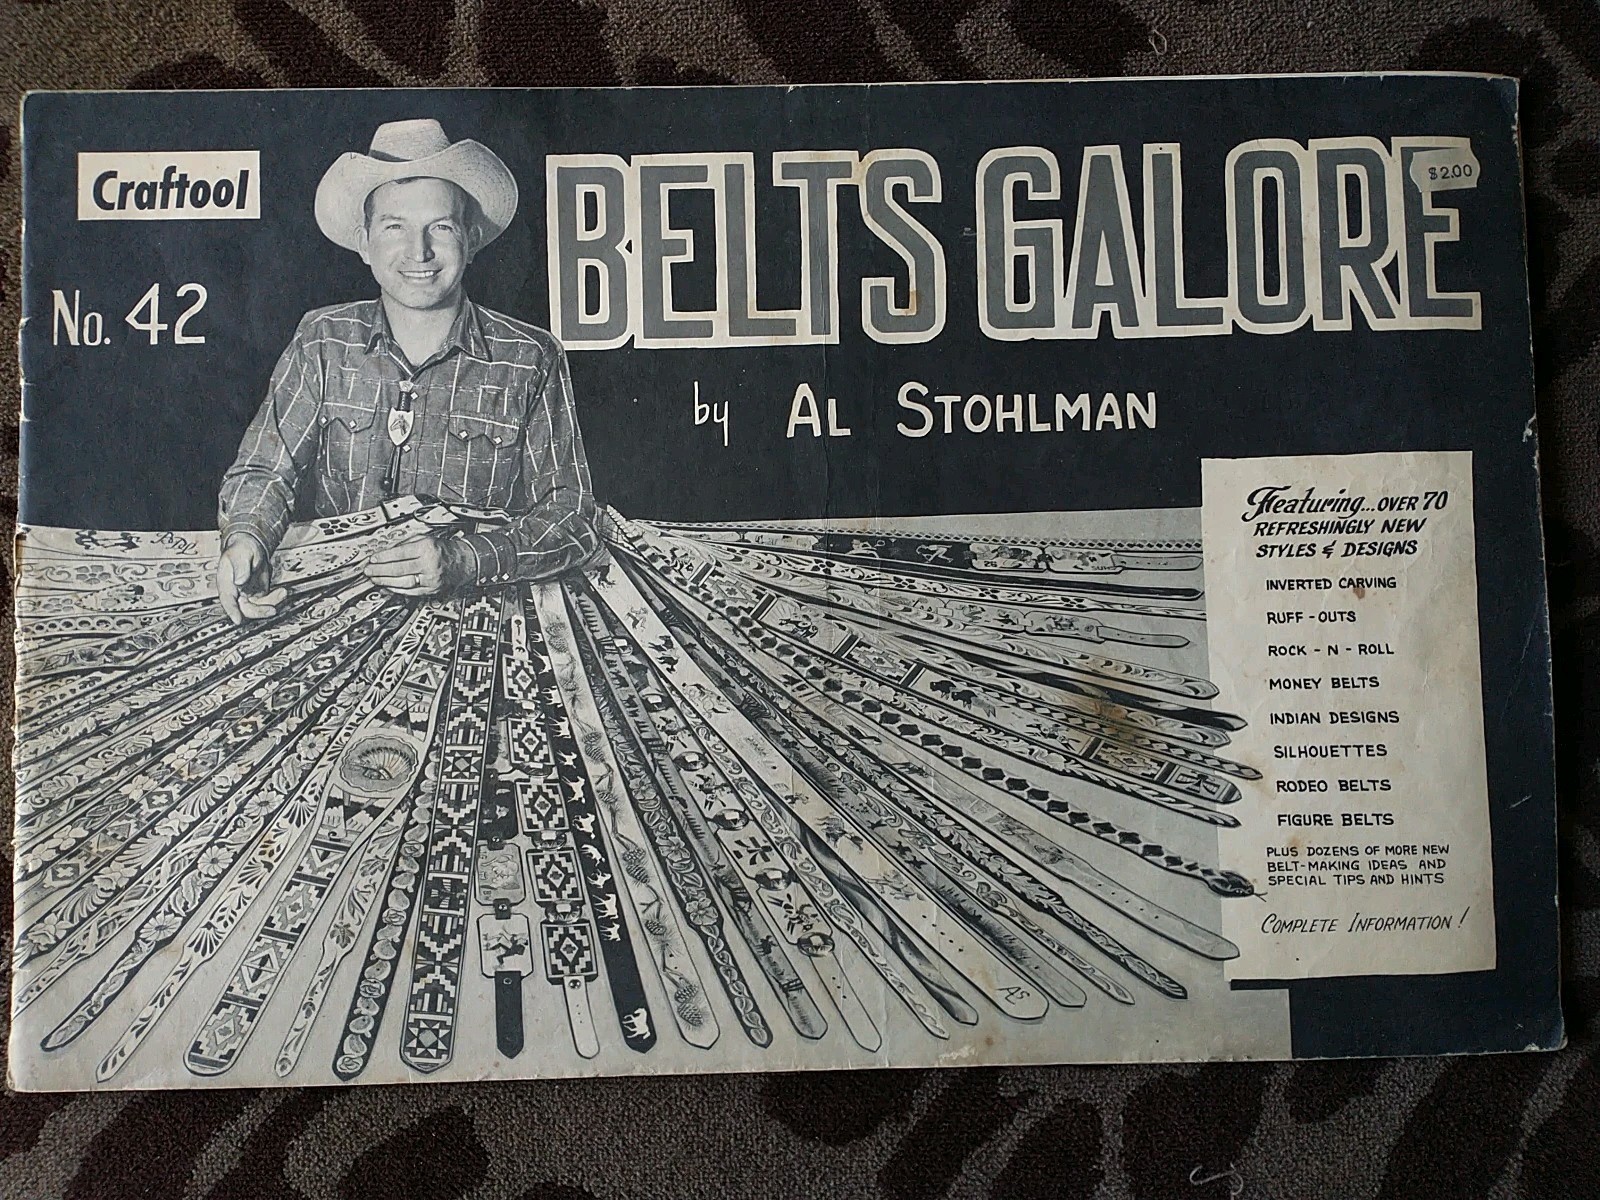 Craftool
No. 42
BELTS GALORE
$2.00
by AL STOHLMAN
Featuring...OVER 70
REFRESHINGLY NEW
STYLES & DESIGNS
INVERTED CARVING
RUFF-OUTS
ROCK-N-ROLL
MONEY BELTS
INDIAN DESIGNS
SILHOUETTES
RODEO BELTS
FIGURE BELTS
PLUS DOZENS OF MORE NEW
BELT-MAKING IDEAS AND
SPECIAL TIPS AND HINTS
COMPLETE INFORMATION!
AS